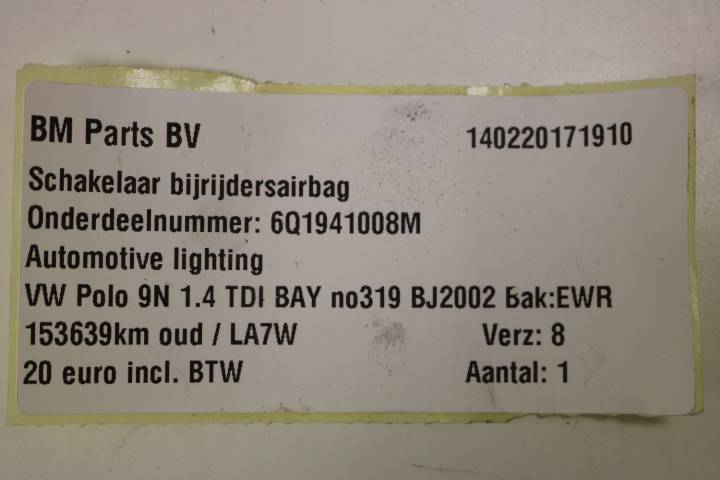 BM Parts BV 140220171910
Schakelaar bijrijdersairbag
Onderdeelnummer: 6Q1941008M
Automotive lighting
VW Polo 9N 1.4 TDI BAY no319 BJ2002 Bak:EWR
153639km oud / LA7W Verz: 8
20 euro incl. BTW Aantal: 1